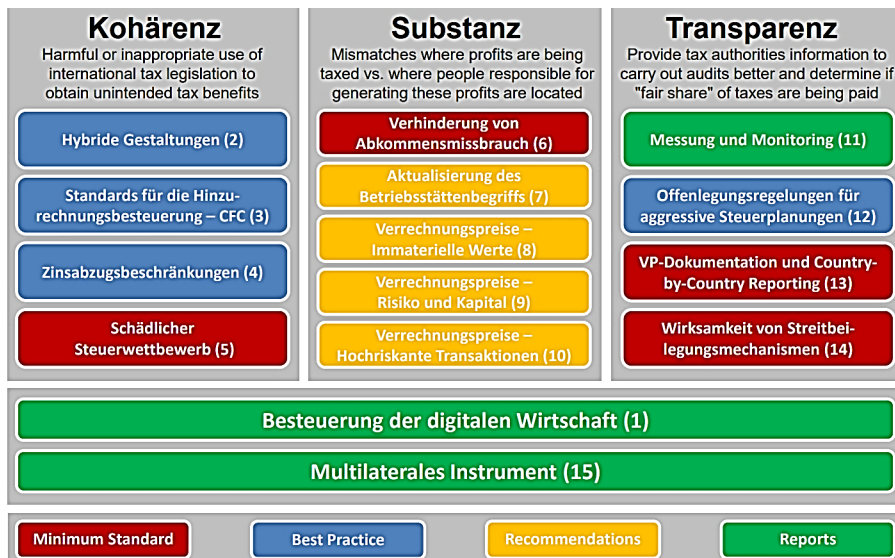 Kohärenz
Harmful or inappropriate use of
international tax legislation to
obtain unintended tax benefits
Hybride Gestaltungen (2)
Standards für die Hinzu-
rechnungsbesteuerung – CFC (3)
Zinsabzugsbeschränkungen (4)
Schädlicher
Steuerwettbewerb (5)
Substanz
Mismatches where profits are being
taxed vs. where people responsible for
generating these profits are located
Verhinderung von
Abkommensmissbrauch (6)
Aktualisierung des
Betriebsstättenbegriffs (7)
Verrechnungspreise –
Immaterielle Werte (8)
Verrechnungspreise –
Risiko und Kapital (9)
Verrechnungspreise –
Hochriskante Transaktionen (10)
Transparenz
Provide tax authorities information to
carry out audits better and determine if
"fair share" of taxes are being paid
Messung und Monitoring (11)
Offenlegungsregelungen für
aggressive Steuerplanungen (12)
VP-Dokumentation und Country-
by-Country Reporting (13)
Wirksamkeit von Streitbei-
legungsmechanismen (14)
Besteuerung der digitalen Wirtschaft (1)
Multilaterales Instrument (15)
Minimum Standard
Best Practice
Recommendations
Reports